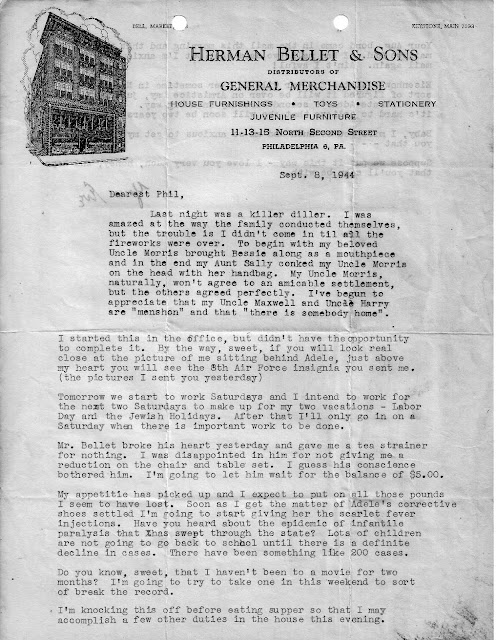 BELL, MARKET
KEYSTONE, MAIN
HERMAN BELLET & SONS
DISTRIBUTORS OF
GENERAL MERCHANDISE
HOUSE FURNISHINGS • TOYS • STATIONERY
JUVENILE FURNITURE
11-13-15 NORTH SECOND STREET
PHILADELPHIA 6, PA.
Sept. 8, 1944
Dearest Phil,
Last night was a killer diller. I was
amazed at the way the family conducted themselves,
but the trouble is I didn't come in til all the
fireworks were over. To begin with my beloved
Uncle Morris brought Bessie along as a mouthpiece
and in the end my Aunt Sally conked my Uncle Morris
on the head with her handbag. My Uncle Morris,
naturally, won't agree to an amicable settlement,
but the others agreed perfectly. I've begun to
appreciate that my Uncle Maxwell and Uncle Harry
are "menshon" and that "there is somebody home".
I started this in the office, but didn't have the opportunity
to complete it. By the way, sweet, if you will look real
close at the picture of me sitting behind Adele, just above
my heart you will see the 8th Air Force insignia you sent me.
(the pictures I sent you yesterday)
Tomorrow we start to work Saturdays and I intend to work for
the next two Saturdays to make up for my two vacations - Labor
Day and the Jewish Holidays. After that I'll only go in on a
Saturday when there is important work to be done.
Mr. Bellet broke his heart yesterday and gave me a tea strainer
for nothing. I was disappointed in him for not giving me a
reduction on the chair and table set. I guess his conscience
bothered him. I'm going to let him wait for the balance of $5.00.
My appetitie has picked up and I expect to put on all those pounds
I seem to have lost. Soon as I get the matter of Adele's corrective
shoes settled I'm going to start giving her the scarlet fever
injections. Have you heard about the epidemic of infantile
paralysis that has swept through the state? Lots of children
are not going to go back to school until there is a definite
decline in cases. There have been something like 200 cases.
Do you know, sweet, that I haven't been to a movie for two
months? I'm going to try to take one in this weekend to sort
of break the record.
I'm knocking this off before eating supper so that I may
accomplish a few other duties in the house this evening.